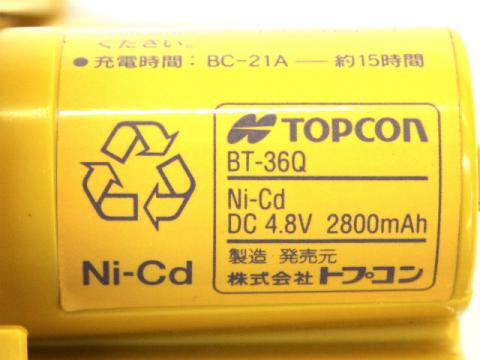 ください。
● 充電時間： BC-21A ── 約15時間
TOPCON
BT-36Q
Ni-Cd
DC 4.8V 2800mAh
製造 発売元
株式会社 トプコン
Ni-Cd